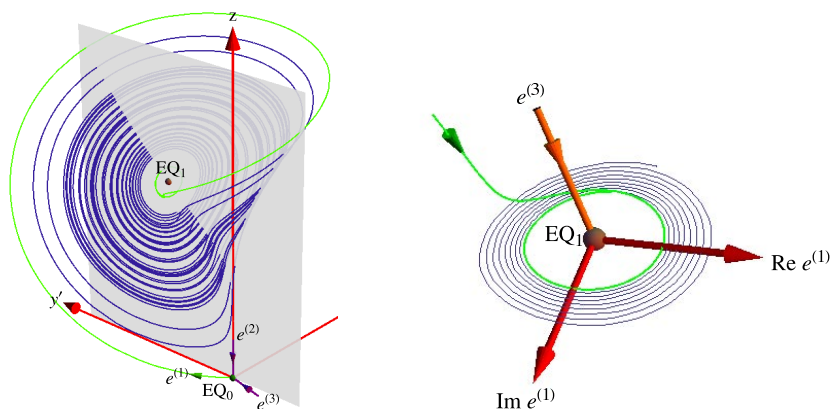 z
EQ₁
y'
e⁽²⁾
e⁽¹⁾
EQ₀
e⁽³⁾
e⁽³⁾
EQ₁
Re e⁽¹⁾
Im e⁽¹⁾